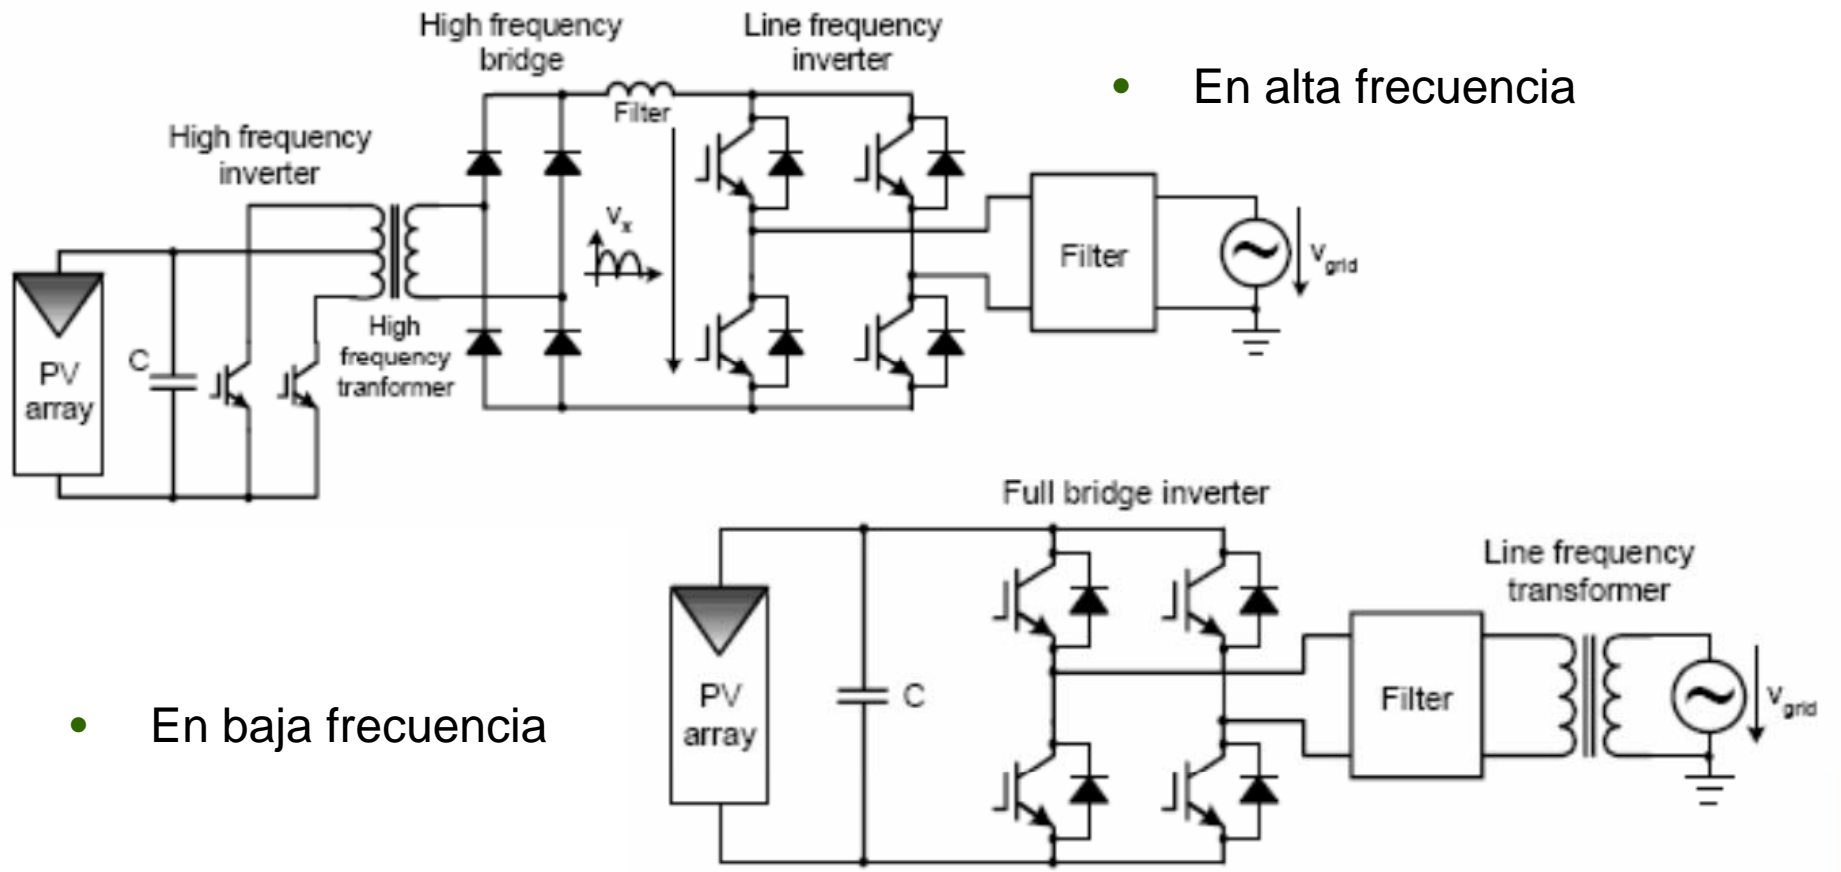 High frequency
bridge
Line frequency
inverter
• En alta frecuencia
Filter
High frequency
inverter
Vx
Filter
Vgrid
High
frequency
tranformer
C
PV
array
Full bridge inverter
Line frequency
transformer
PV
array
C
Filter
Vgrid
• En baja frecuencia